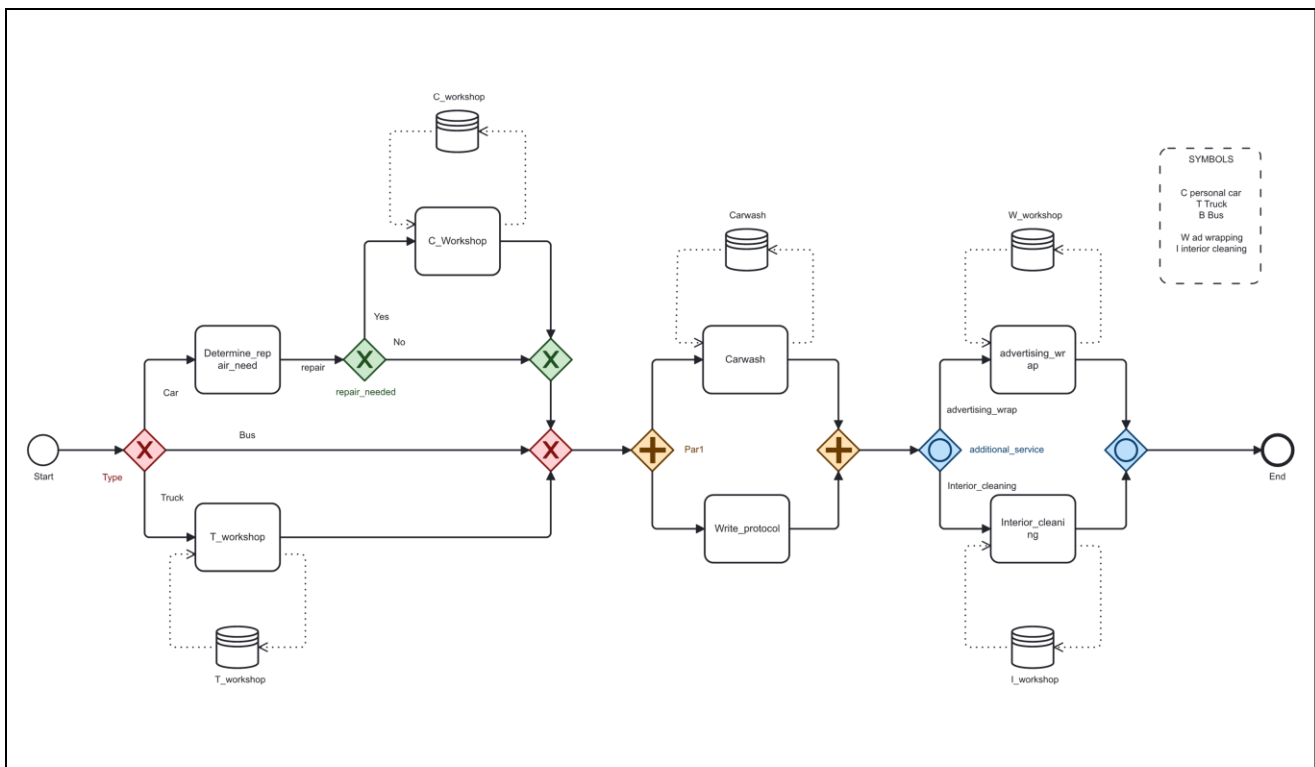 C_workshop
SYMBOLS
C personal car
T Truck
B Bus
W ad wrapping
I interior cleaning
Carwash
W_workshop
C_Workshop
Yes
No
Determine_rep
air_need
repair
repair_needed
Car
Carwash
advertising_wr
ap
advertising_wrap
Bus
Start
Type
Par1
additional_service
End
Truck
Interior_cleaning
T_workshop
Write_protocol
Interior_cleani
ng
T_workshop
I_workshop